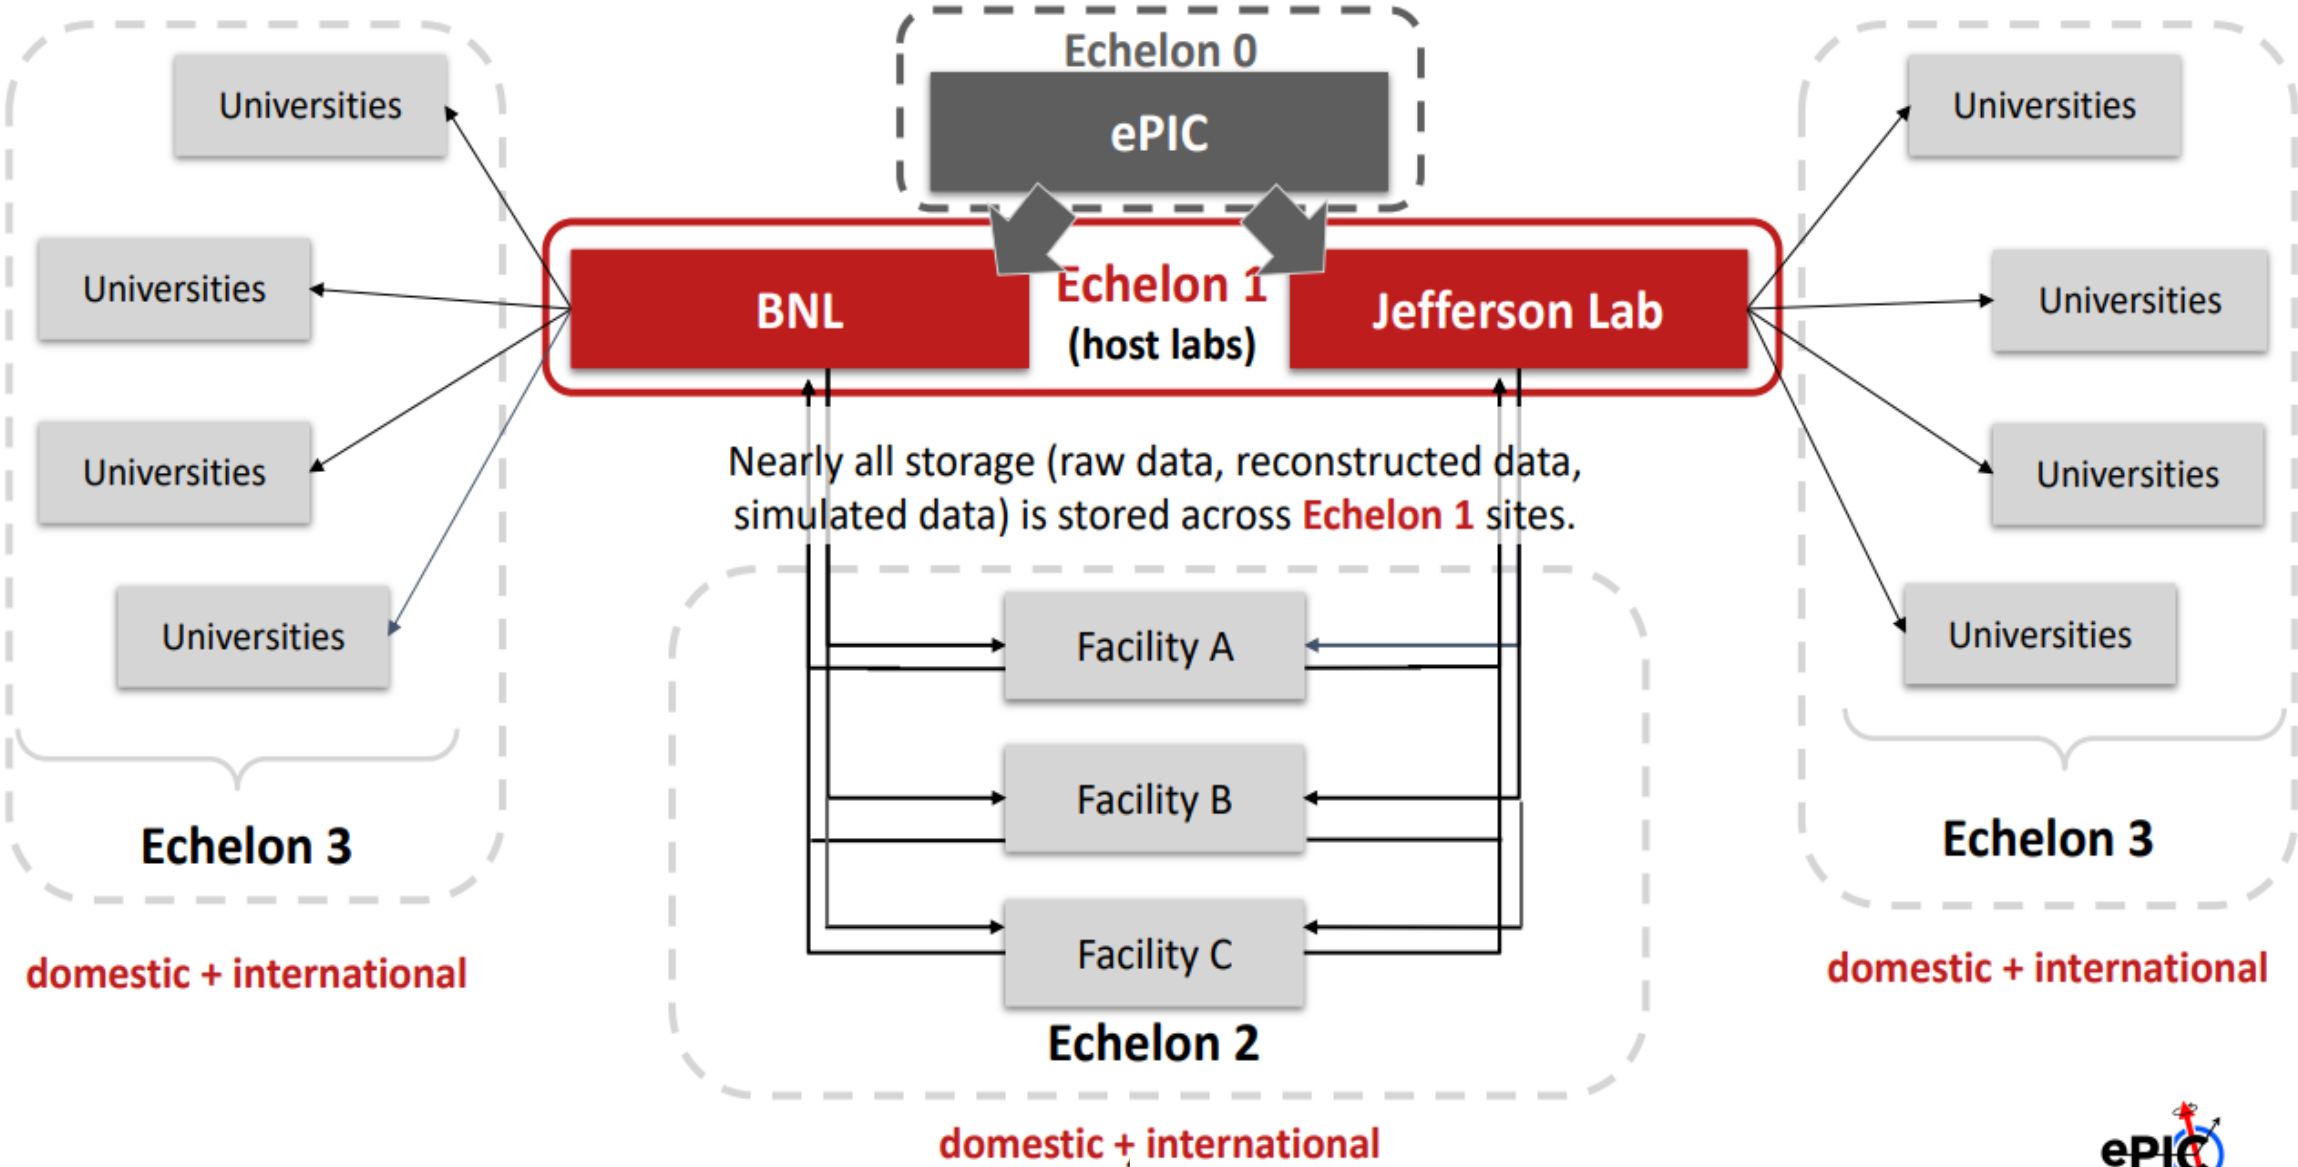 Echelon 0
ePIC
Universities
Universities
Universities
Universities
Echelon 3
domestic + international
BNL
Echelon 1
(host labs)
Jefferson Lab
Nearly all storage (raw data, reconstructed data,
simulated data) is stored across Echelon 1 sites.
Facility A
Facility B
Facility C
Echelon 2
domestic + international
Universities
Universities
Universities
Universities
Echelon 3
domestic + international
ePIC